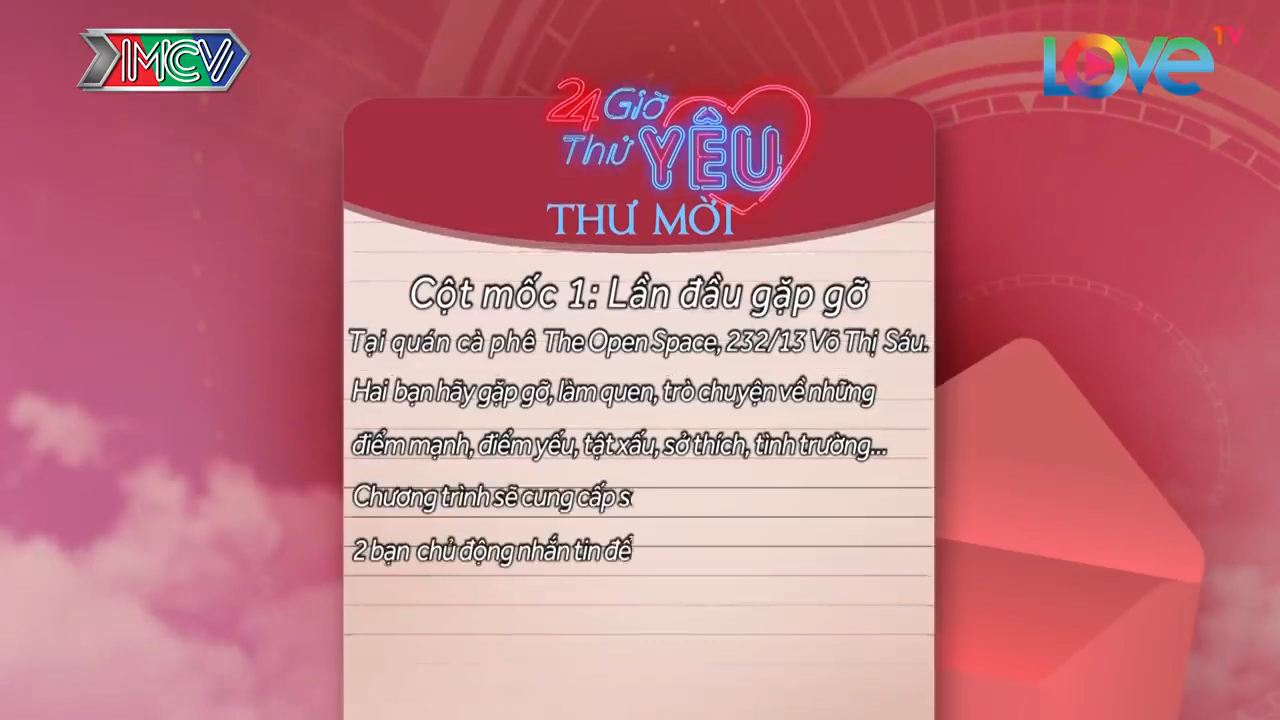 MCV
LOVE TV
24 Giờ
Thử YÊU
THƯ MỜI
Cột mốc 1: Lần đầu gặp gỡ
Tại quán cà phê The Open Space, 232/13 Võ Thị Sáu.
Hai bạn hãy gặp gỡ, làm quen, trò chuyện về những
điểm mạnh, điểm yếu, tật xấu, sở thích, tình trường...
Chương trình sẽ cung cấp s
2 bạn chủ động nhắn tin để